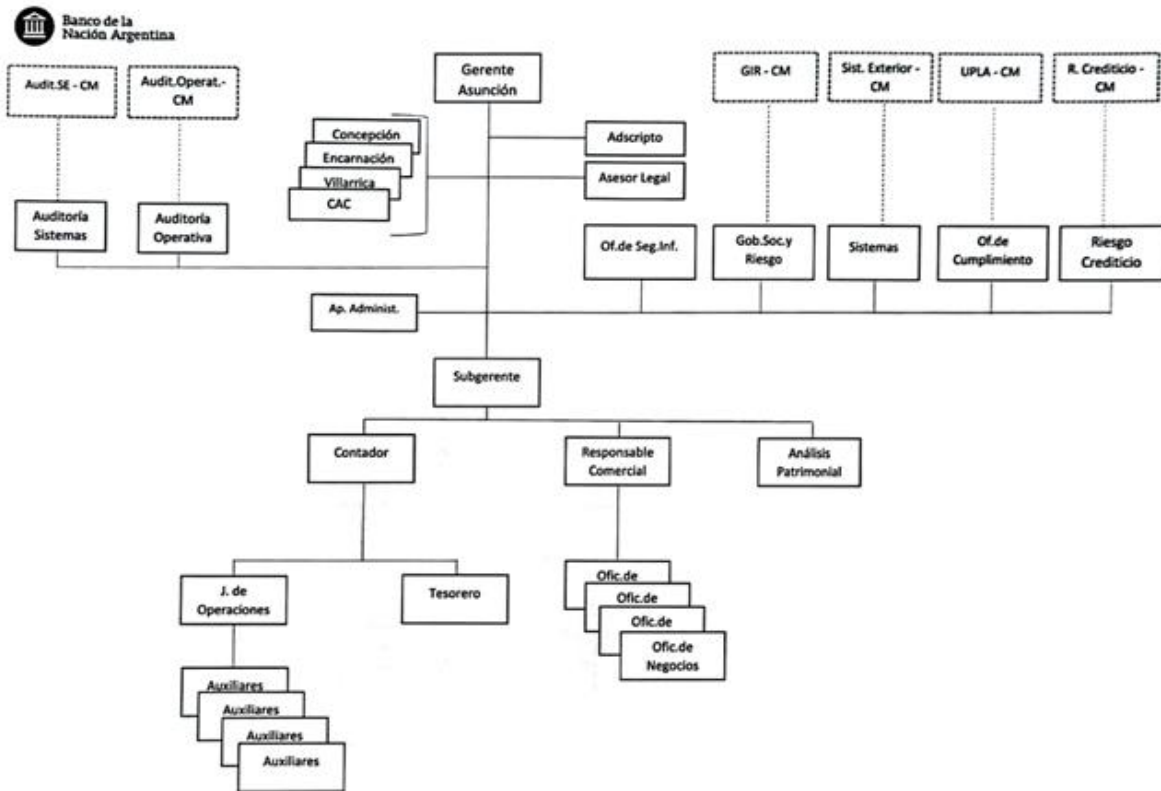 Banco de la
Nación Argentina
Audit.SE - CM
Audit.Operat.-
CM
Gerente
Asunción
GIR - CM
Sist. Exterior -
CM
UPLA - CM
R. Crediticio -
CM
Concepción
Encarnación
Villarrica
CAC
Adscripto
Asesor Legal
Auditoría
Sistemas
Auditoría
Operativa
Of.de Seg.Inf.
Gob.Soc.y
Riesgo
Sistemas
Of.de
Cumplimiento
Riesgo
Crediticio
Ap. Administ.
Subgerente
Contador
Responsable
Comercial
Análisis
Patrimonial
J. de
Operaciones
Tesorero
Ofic.de
Ofic.de
Ofic.de
Ofic.de
Negocios
Auxiliares
Auxiliares
Auxiliares
Auxiliares